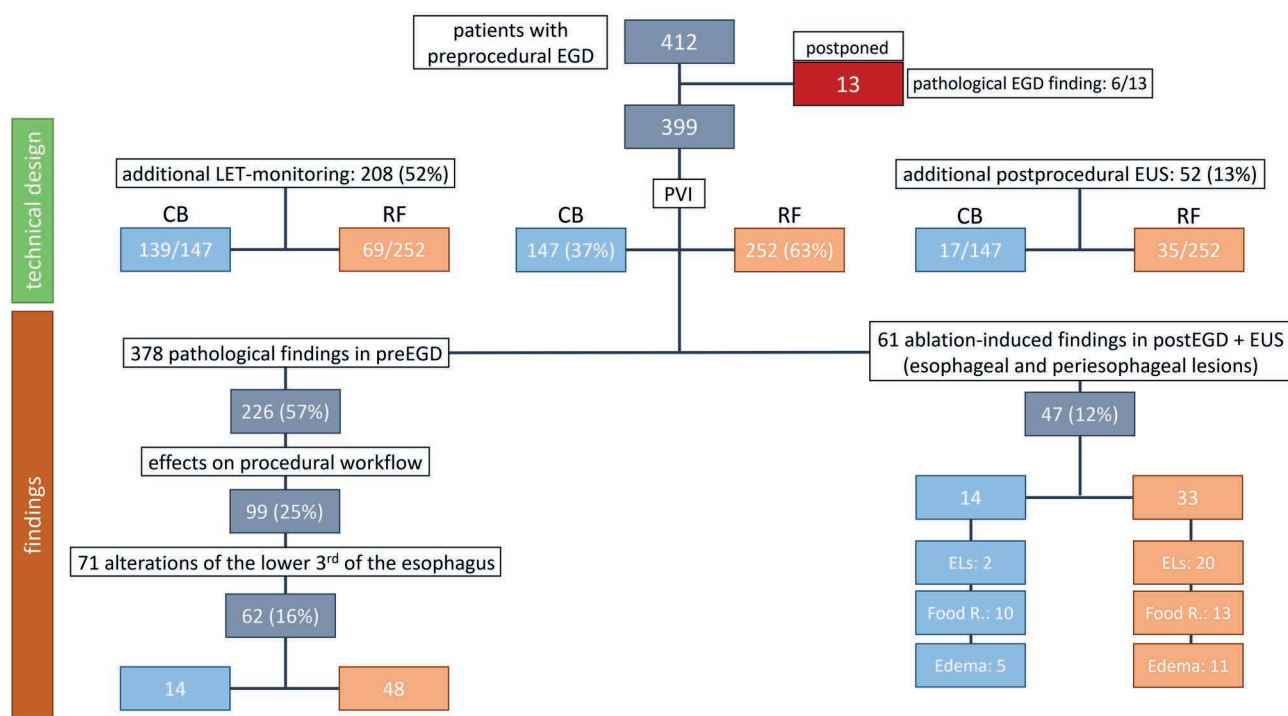 patients with
preprocedural EGD
412
postponed
13
pathological EGD finding: 6/13
399
technical design
additional LET-monitoring: 208 (52%)
CB
RF
139/147
69/252
PVI
CB
RF
147 (37%)
252 (63%)
additional postprocedural EUS: 52 (13%)
CB
RF
17/147
35/252
findings
378 pathological findings in preEGD
226 (57%)
effects on procedural workflow
99 (25%)
71 alterations of the lower 3rd of the esophagus
62 (16%)
14
48
61 ablation-induced findings in postEGD + EUS
(esophageal and periesophageal lesions)
47 (12%)
14
33
ELs: 2
ELs: 20
Food R.: 10
Food R.: 13
Edema: 5
Edema: 11